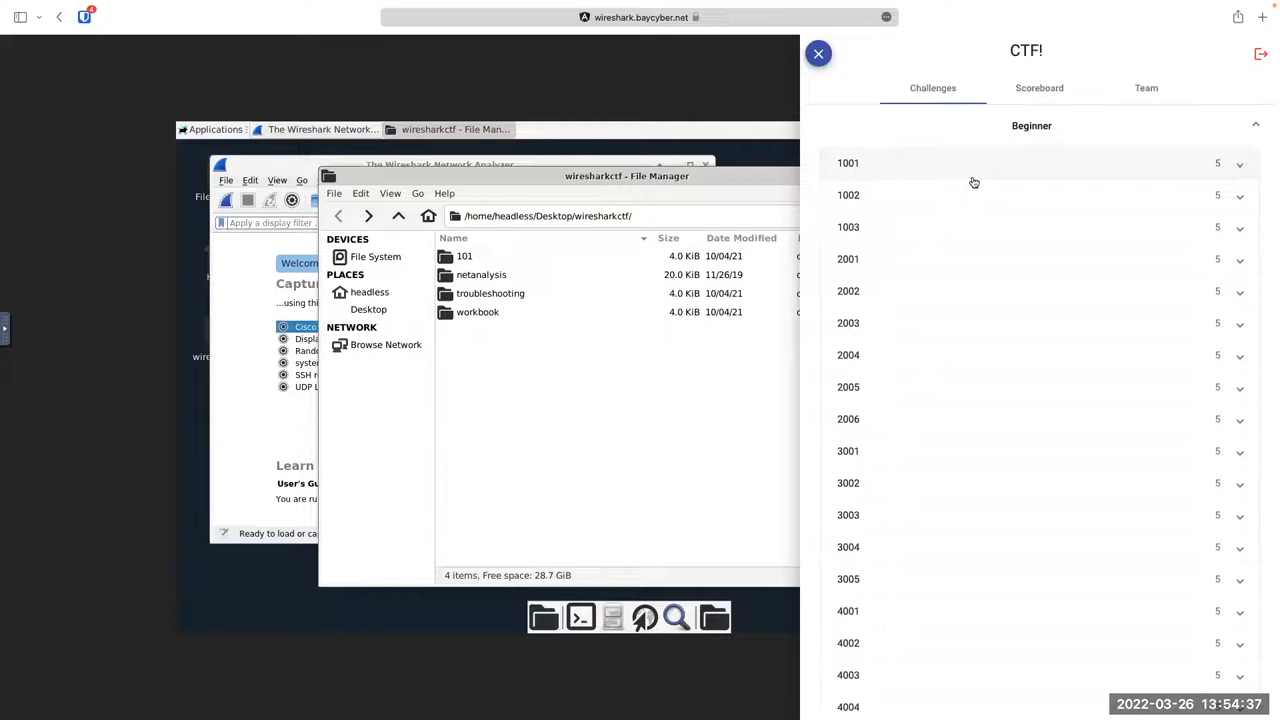 4
wireshark.baycyber.net
CTF!
Challenges Scoreboard Team
Beginner
1001 5
1002 5
1003 5
2001 5
2002 5
2003 5
2004 5
2005 5
2006 5
3001 5
3002 5
3003 5
3004 5
3005 5
4001 5
4002 5
4003 5
4004
Applications The Wireshark Network... wiresharkctf - File Man...
The Wireshark Network Analyzer
File Edit View Go
Apply a display filter
Welcom
Captur
...using this
Cisco
Displa
Rando
system
SSH r
UDP L
Learn
User's Gu
You are ru
Ready to load or ca
wiresharkctf - File Manager
File Edit View Go Help
/home/headless/Desktop/wiresharkctf/
DEVICES
File System
PLACES
headless
Desktop
NETWORK
Browse Network
Name Size Date Modified
101 4.0 KiB 10/04/21
netanalysis 20.0 KiB 11/26/19
troubleshooting 4.0 KiB 10/04/21
workbook 4.0 KiB 10/04/21
4 items, Free space: 28.7 GiB
File
wire
2022-03-26 13:54:37